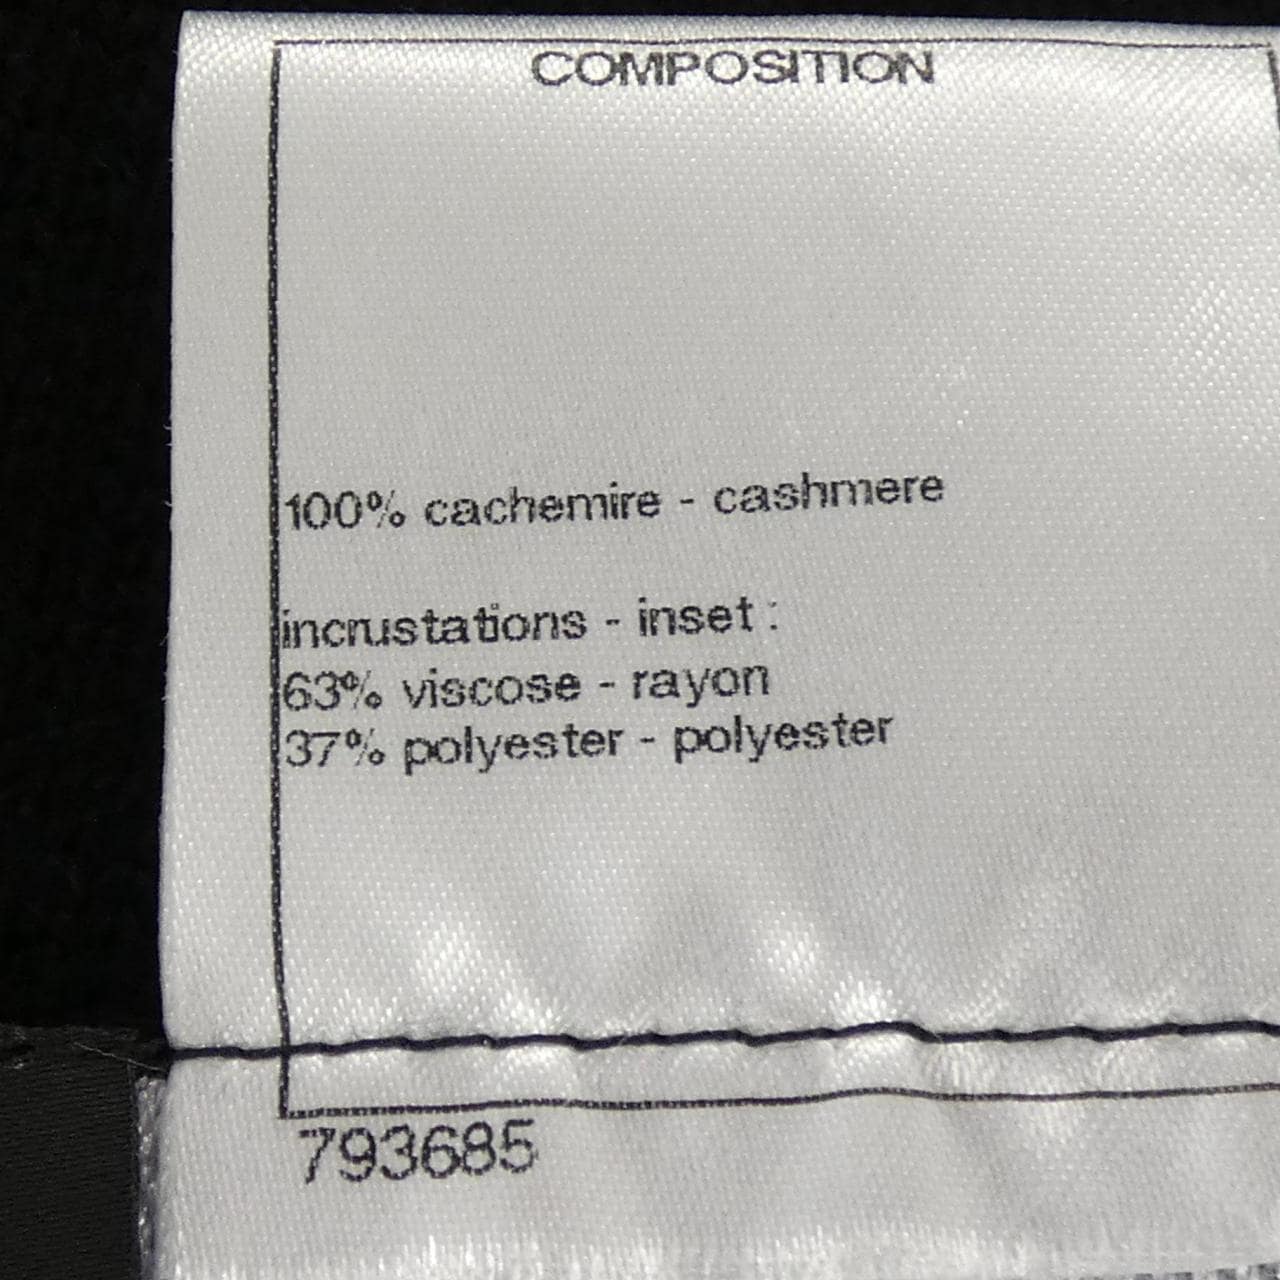 COMPOSITION
100% cachemire - cashmere
incrustations - inset :
63% viscose - rayon
37% polyester - polyester
793685